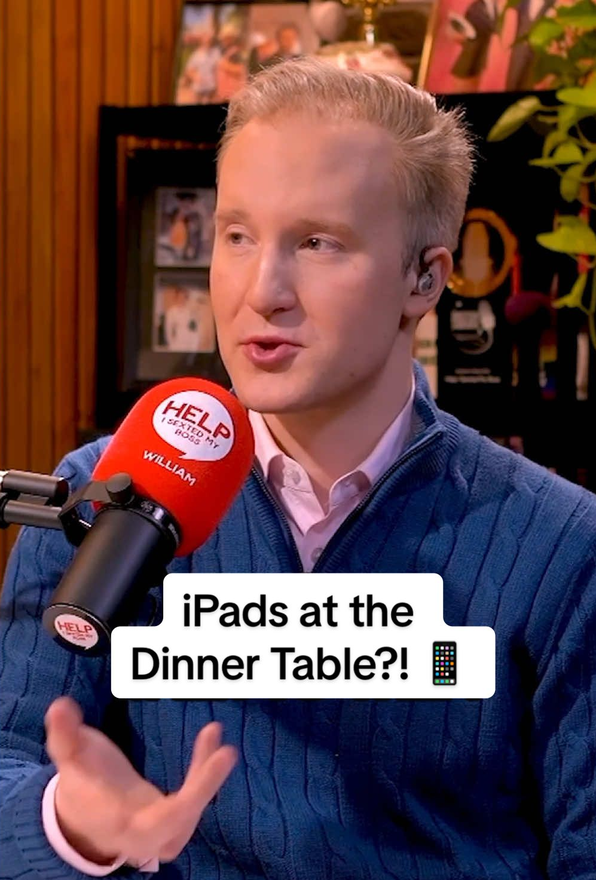 HELP
I SEXTED MY
BOSS
WILLIAM
HELP
iPads at the
Dinner Table?! 📱